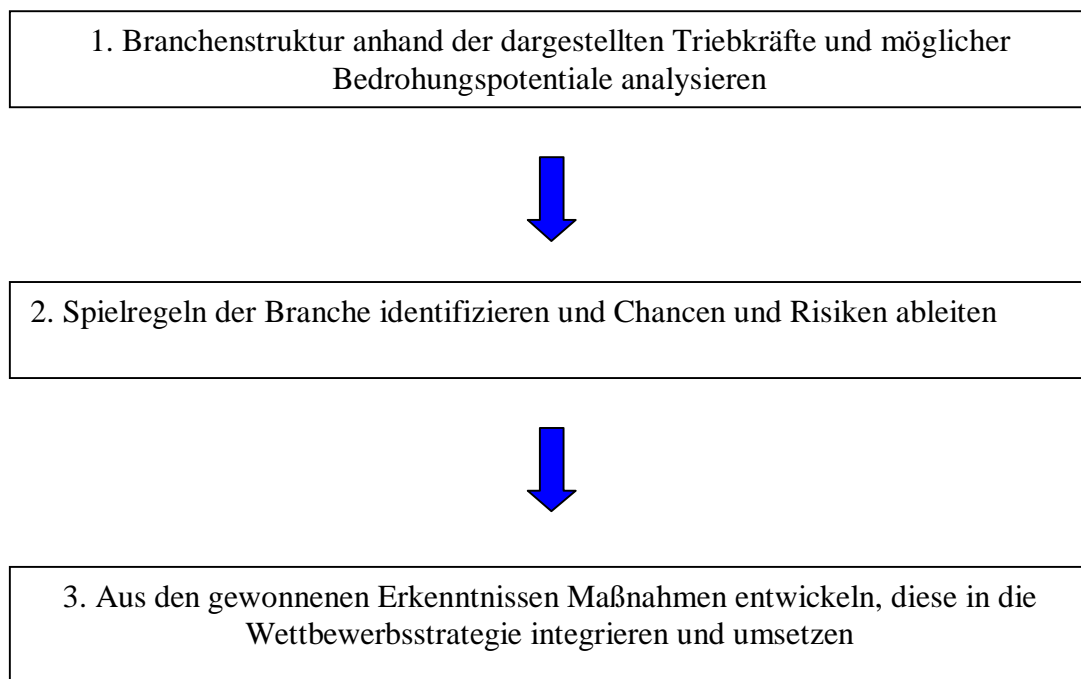 1. Branchenstruktur anhand der dargestellten Triebkräfte und möglicher
Bedrohungspotentiale analysieren
2. Spielregeln der Branche identifizieren und Chancen und Risiken ableiten
3. Aus den gewonnenen Erkenntnissen Maßnahmen entwickeln, diese in die
Wettbewerbsstrategie integrieren und umsetzen